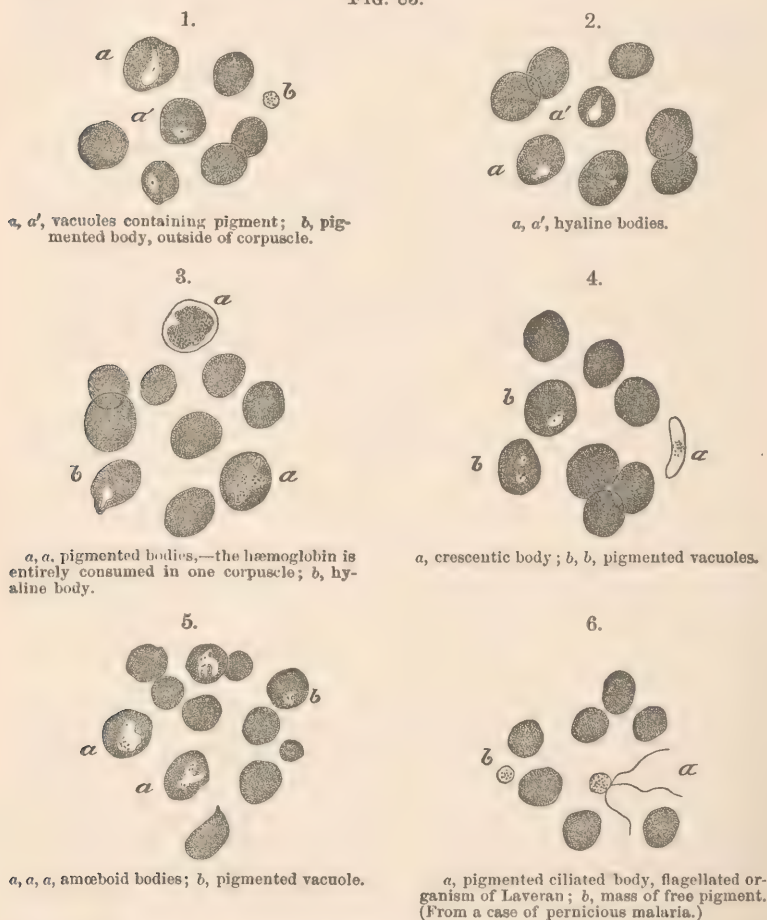 1.
a
b
a′
a, a′, vacuoles containing pigment; b, pig-
mented body, outside of corpuscle.
2.
a′
a
a, a′, hyaline bodies.
3.
a
b
a
a, a. pigmented bodies,—the hæmoglobin is
entirely consumed in one corpuscle; b, hy-
aline body.
4.
b
b
a
a, crescentic body; b, b, pigmented vacuoles.
5.
b
a
a
a, a, a, amœboid bodies; b, pigmented vacuole.
6.
b
a
a, pigmented ciliated body, flagellated or-
ganism of Laveran; b, mass of free pigment.
(From a case of pernicious malaria.)